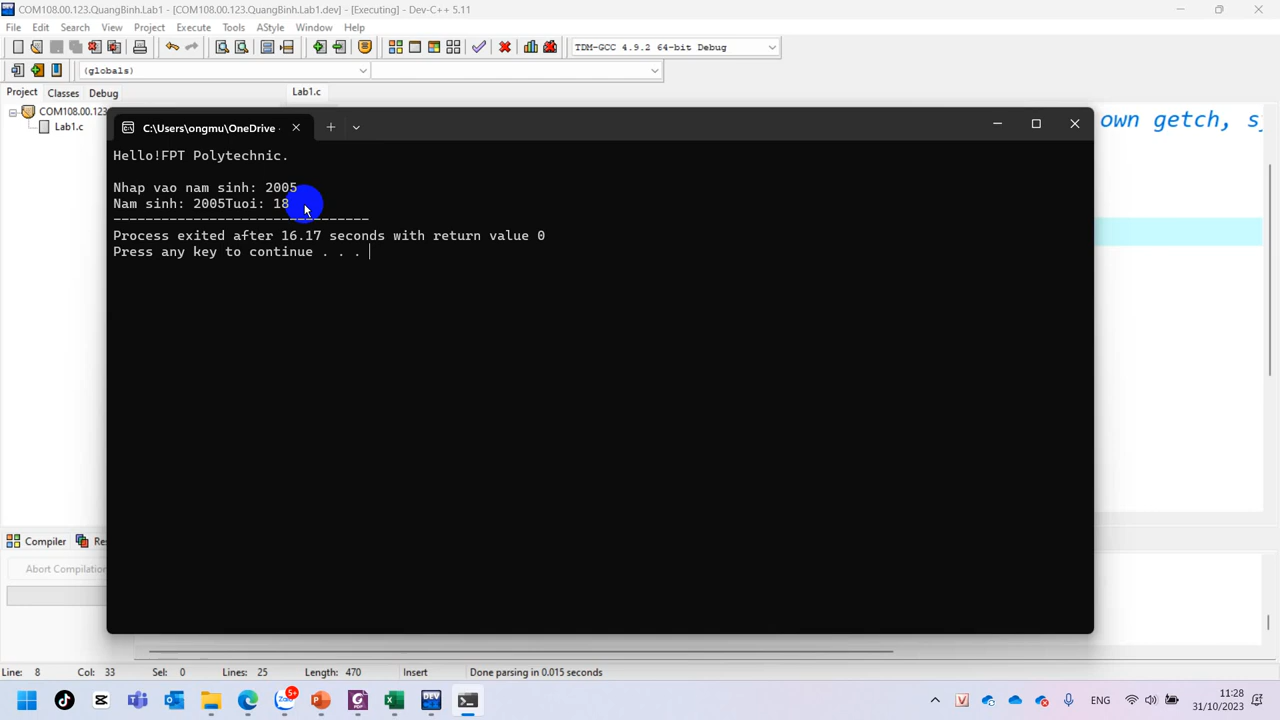 COM108.00.123.QuangBinh.Lab1 - [COM108.00.123.QuangBinh.Lab1.dev] - [Executing] - Dev-C++ 5.11
File Edit Search View Project Execute Tools AStyle Window Help
TDM-GCC 4.9.2 64-bit Debug
(globals)
Project Classes Debug Lab1.c
COM108.00.123
Lab1.c
own getch, sy
C:\Users\ongmu\OneDrive
Hello!FPT Polytechnic.
Nhap vao nam sinh: 2005
Nam sinh: 2005Tuoi: 18
--------------------------------
Process exited after 16.17 seconds with return value 0
Press any key to continue . . .
Compiler Res
Abort Compilation
Line: 8 Col: 33 Sel: 0 Lines: 25 Length: 470 Insert Done parsing in 0.015 seconds
Zalo 5+ DEV V ENG 11:28
31/10/2023